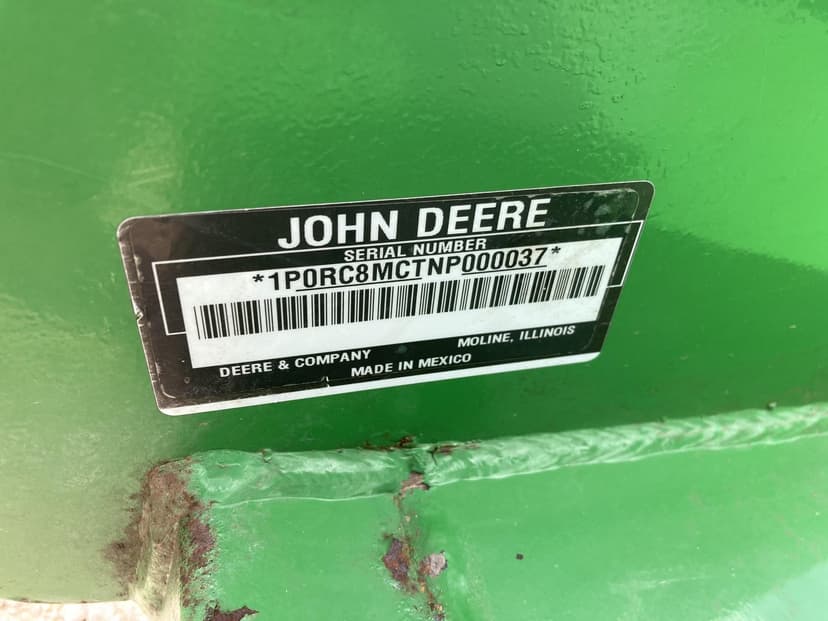 JOHN DEERE
SERIAL NUMBER
*1P0RC8MCTNP000037*
DEERE & COMPANY MOLINE, ILLINOIS
MADE IN MEXICO